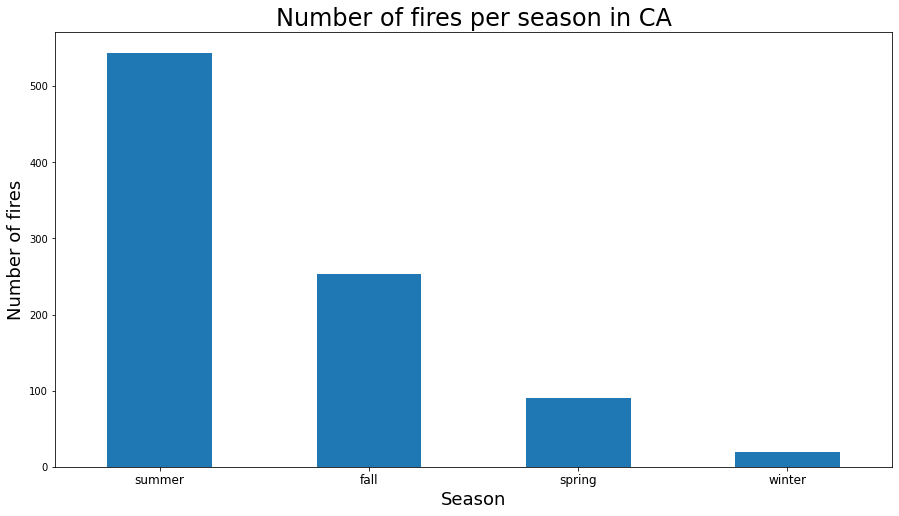 Number of fires per season in CA
Number of fires
500
400
300
200
100
0
summer fall spring winter
Season